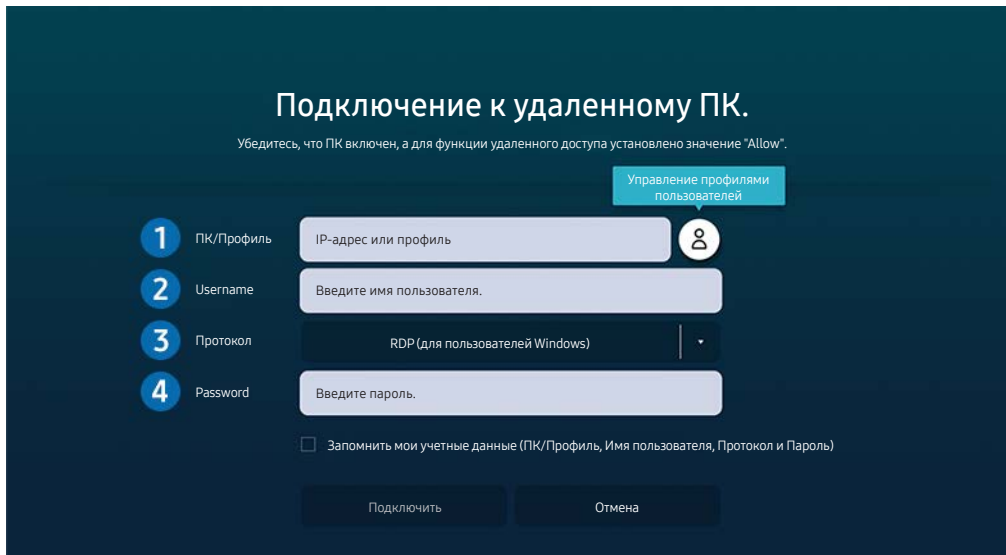 Подключение к удаленному ПК.
Убедитесь, что ПК включен, а для функции удаленного доступа установлено значение "Allow".
Управление профилями
пользователей
1 ПК/Профиль IP-адрес или профиль
2 Username Введите имя пользователя.
3 Протокол RDP (для пользователей Windows)
4 Password Введите пароль.
Запомнить мои учетные данные (ПК/Профиль, Имя пользователя, Протокол и Пароль)
Подключить Отмена